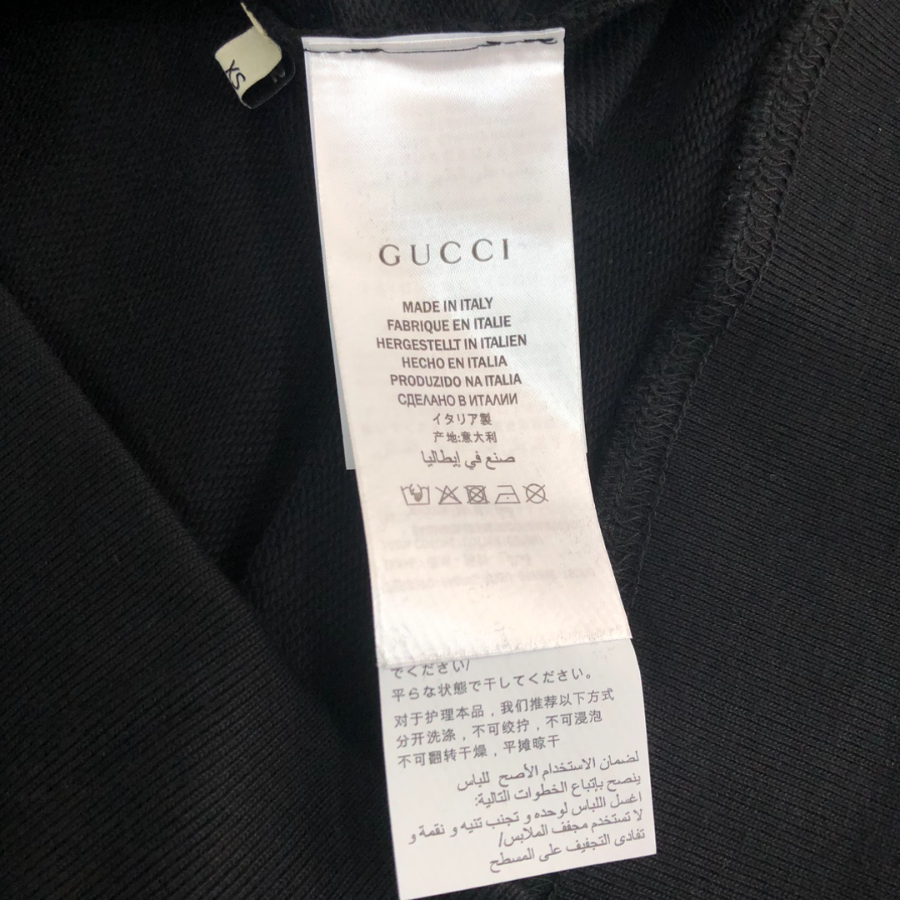 XS
GUCCI
MADE IN ITALY
FABRIQUE EN ITALIE
HERGESTELLT IN ITALIEN
HECHO EN ITALIA
PRODUZIDO NA ITALIA
СДЕЛАНО В ИТАЛИИ
イタリア製
产地:意大利
صنع في إيطاليا
でください/
平らな状態で干してください。
对于护理本品，我们推荐以下方式
分开洗涤，不可绞拧，不可浸泡
不可翻转干燥，平摊晾干
لضمان الاستخدام الأصح للباس
ينصح بإتباع الخطوات التالية:
اغسل اللباس لوحده و تجنب تنيه و نقمة و
لا تستخدم مجفف الملابس/
تفادى التجفيف على المسطح